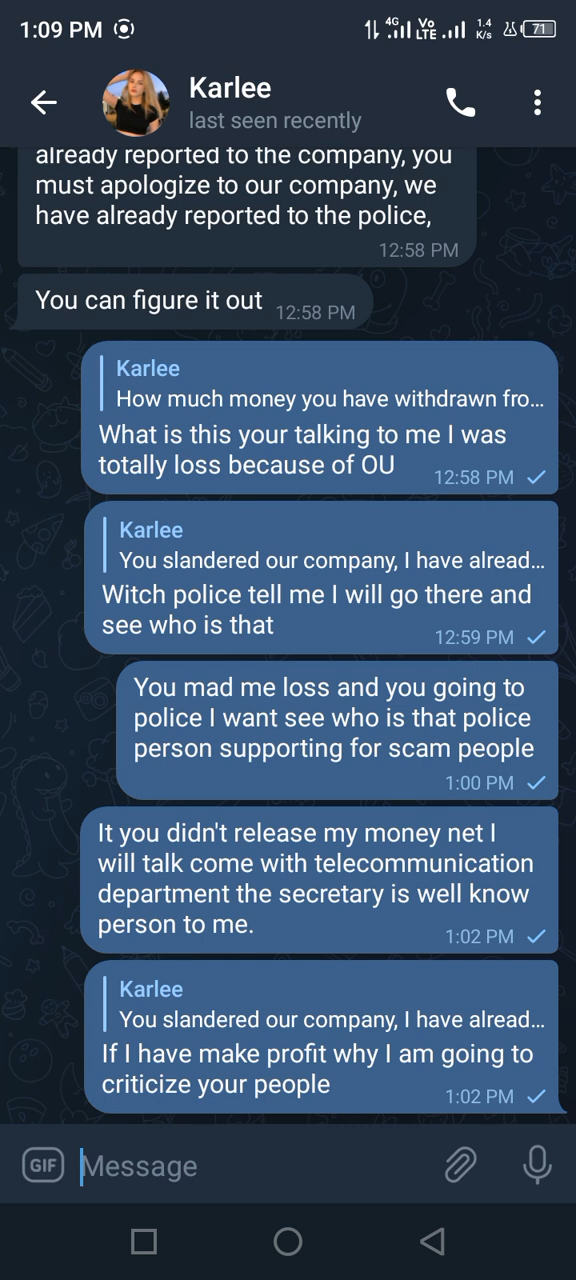 1:09 PM 4G Vo LTE 1.4 K/s 71
Karlee
last seen recently
already reported to the company, you
must apologize to our company, we
have already reported to the police,
12:58 PM
You can figure it out 12:58 PM
Karlee
How much money you have withdrawn fro...
What is this your talking to me I was
totally loss because of OU 12:58 PM
Karlee
You slandered our company, I have alread...
Witch police tell me I will go there and
see who is that 12:59 PM
You mad me loss and you going to
police I want see who is that police
person supporting for scam people
1:00 PM
It you didn't release my money net I
will talk come with telecommunication
department the secretary is well know
person to me. 1:02 PM
Karlee
You slandered our company, I have alread...
If I have make profit why I am going to
criticize your people 1:02 PM
GIF Message